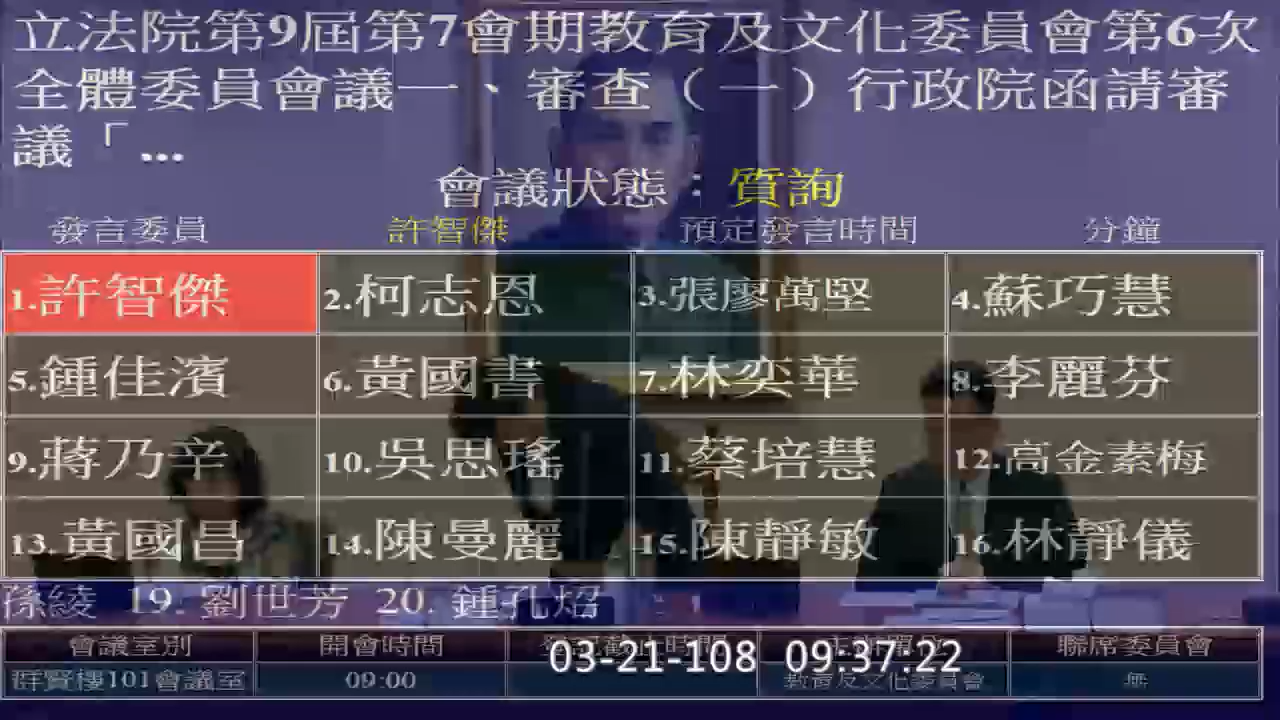 立法院第9屆第7會期教育及文化委員會第6次
全體委員會議一、審查（一）行政院函請審
議「...
會議狀態：質詢
發言委員 許智傑 預定發言時間 分鐘
1.許智傑 2.柯志恩 3.張廖萬堅 4.蘇巧慧
5.鍾佳濱 6.黃國書 7.林奕華 8.李麗芬
9.蔣乃辛 10.吳思瑤 11.蔡培慧 12.高金素梅
13.黃國昌 14.陳曼麗 15.陳靜敏 16.林靜儀
孫綾 19. 劉世芳 20. 鍾孔炤
會議室別 開會時間 聯席委員會
03-21-108 09:37:22
群賢樓101會議室 09:00 教育及文化委員會 無